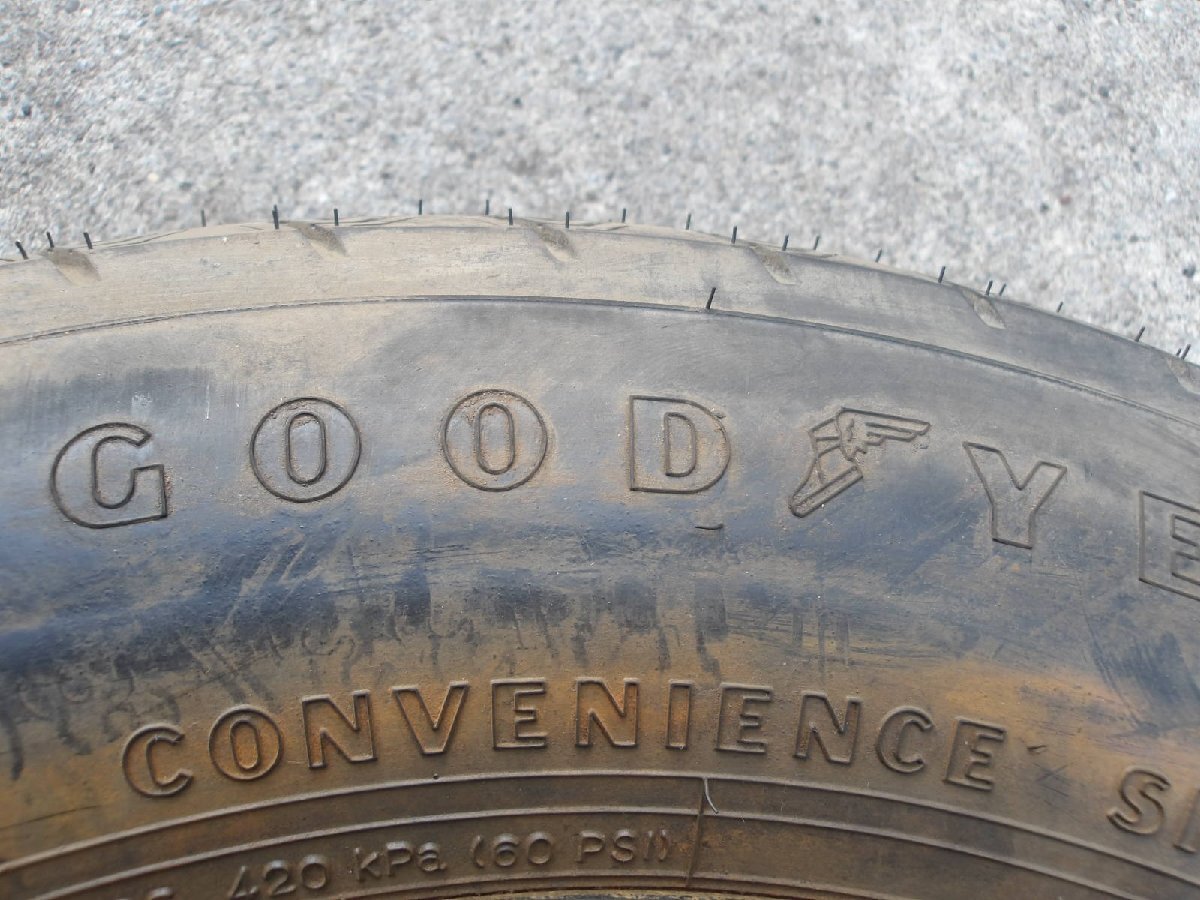 GOODYE
CONVENIENCE S
420 kPa (60 PSI)